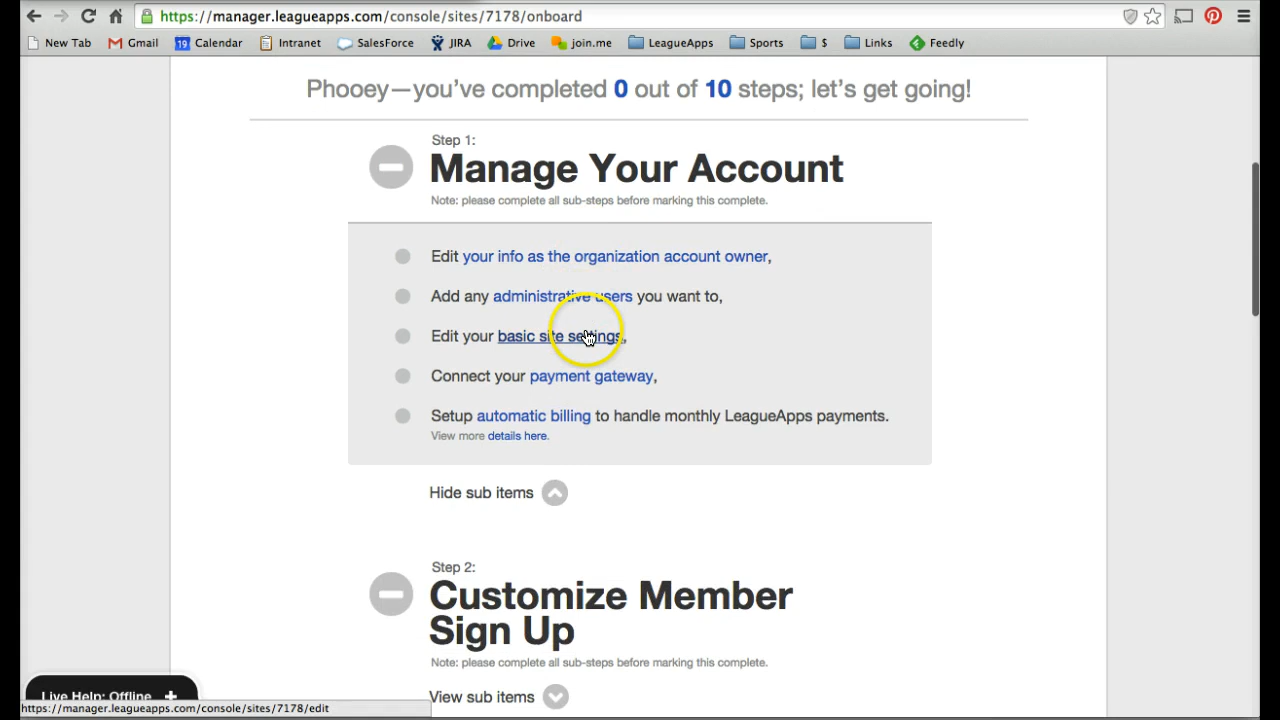 https://manager.leagueapps.com/console/sites/7178/onboard
New Tab Gmail 19 Calendar Intranet SalesForce JIRA Drive join.me LeagueApps Sports $ Links Feedly
Phooey—you've completed 0 out of 10 steps; let's get going!
Step 1:
Manage Your Account
Note: please complete all sub-steps before marking this complete.
Edit your info as the organization account owner,
Add any administrative users you want to,
Edit your basic site settings,
Connect your payment gateway,
Setup automatic billing to handle monthly LeagueApps payments.
View more details here.
Hide sub items
Step 2:
Customize Member
Sign Up
Note: please complete all sub-steps before marking this complete.
View sub items
Live Help: Offline +
https://manager.leagueapps.com/console/sites/7178/edit